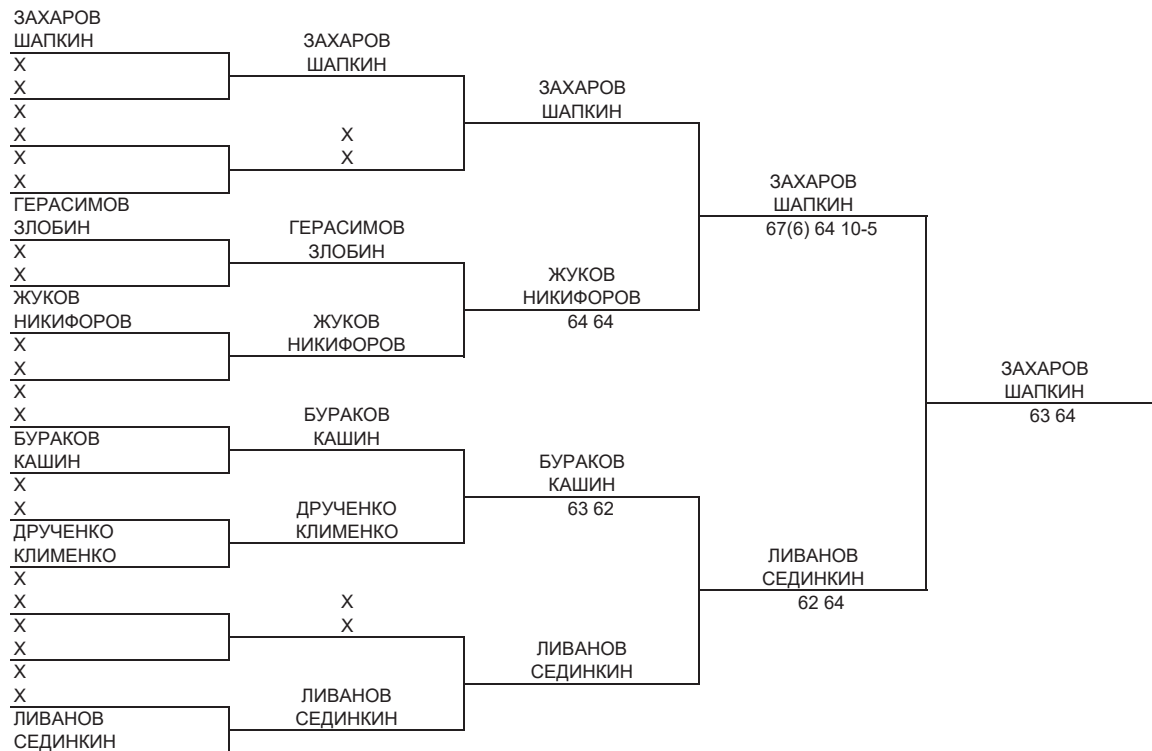 ЗАХАРОВ
ШАПКИН
X
X
X
X
X
X
ГЕРАСИМОВ
ЗЛОБИН
X
X
ЖУКОВ
НИКИФОРОВ
X
X
X
X
БУРАКОВ
КАШИН
X
X
ДРУЧЕНКО
КЛИМЕНКО
X
X
X
X
X
X
ЛИВАНОВ
СЕДИНКИН
ЗАХАРОВ
ШАПКИН
X
X
ГЕРАСИМОВ
ЗЛОБИН
ЖУКОВ
НИКИФОРОВ
БУРАКОВ
КАШИН
ДРУЧЕНКО
КЛИМЕНКО
X
X
ЛИВАНОВ
СЕДИНКИН
ЗАХАРОВ
ШАПКИН
ЖУКОВ
НИКИФОРОВ
64 64
БУРАКОВ
КАШИН
63 62
ЛИВАНОВ
СЕДИНКИН
ЗАХАРОВ
ШАПКИН
67(6) 64 10-5
ЛИВАНОВ
СЕДИНКИН
62 64
ЗАХАРОВ
ШАПКИН
63 64